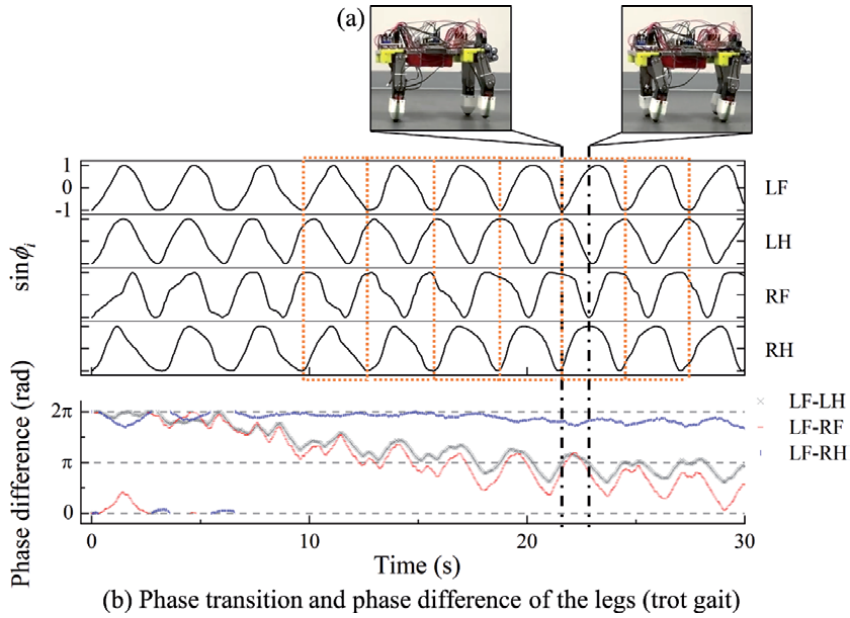 (a)
1
0
-1
LF
LH
RF
RH
sinϕi
Phase difference (rad)
2π
π
0
LF-LH
LF-RF
LF-RH
0
10
20
30
Time (s)
(b) Phase transition and phase difference of the legs (trot gait)